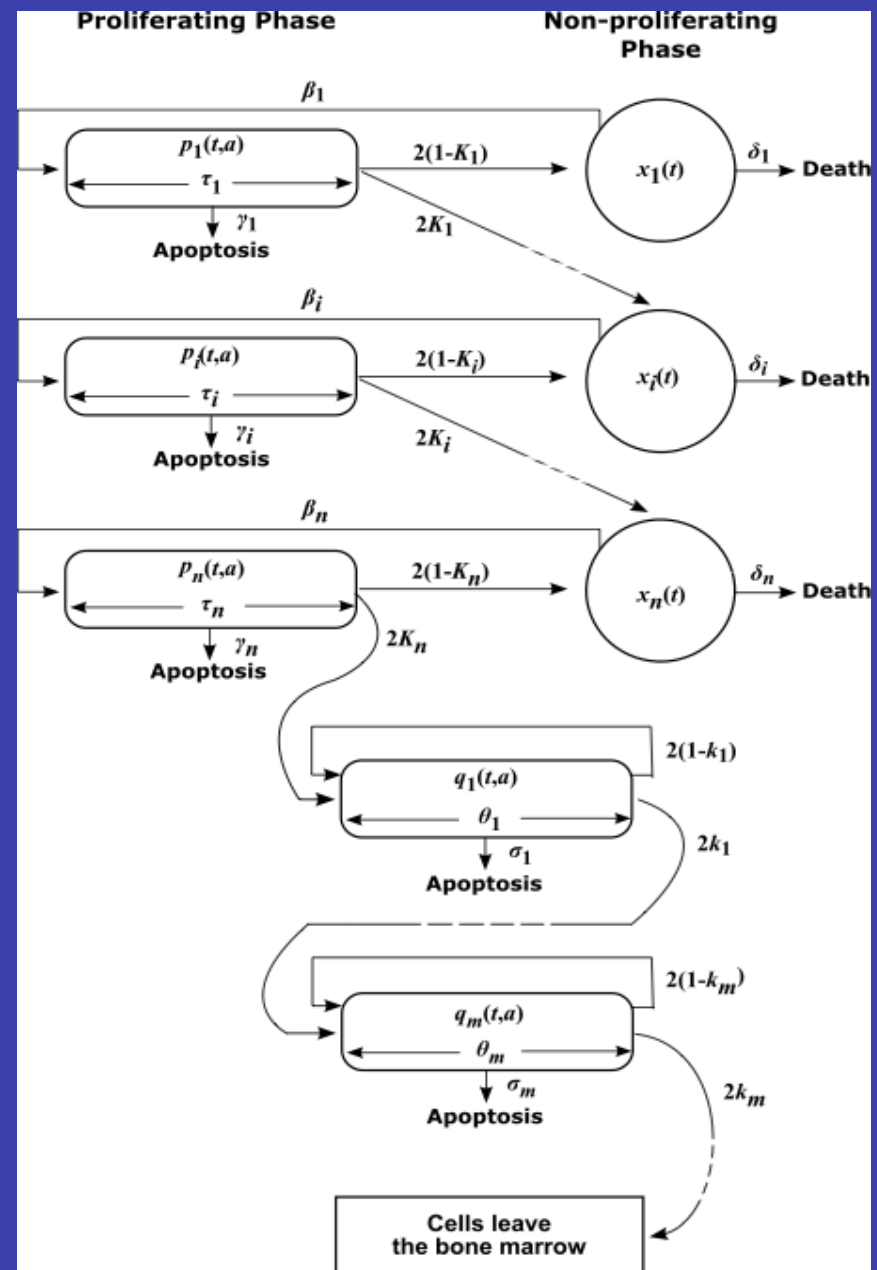 Proliferating Phase
Non-proliferating
Phase
β1
p1(t,a)
τ1
2(1-K1)
x1(t)
δ1
Death
γ1
Apoptosis
2K1
βi
pi(t,a)
τi
2(1-Ki)
xi(t)
δi
Death
γi
Apoptosis
2Ki
βn
pn(t,a)
τn
2(1-Kn)
xn(t)
δn
Death
γn
Apoptosis
2Kn
2(1-k1)
q1(t,a)
θ1
σ1
2k1
Apoptosis
2(1-km)
qm(t,a)
θm
σm
2km
Apoptosis
Cells leave
the bone marrow